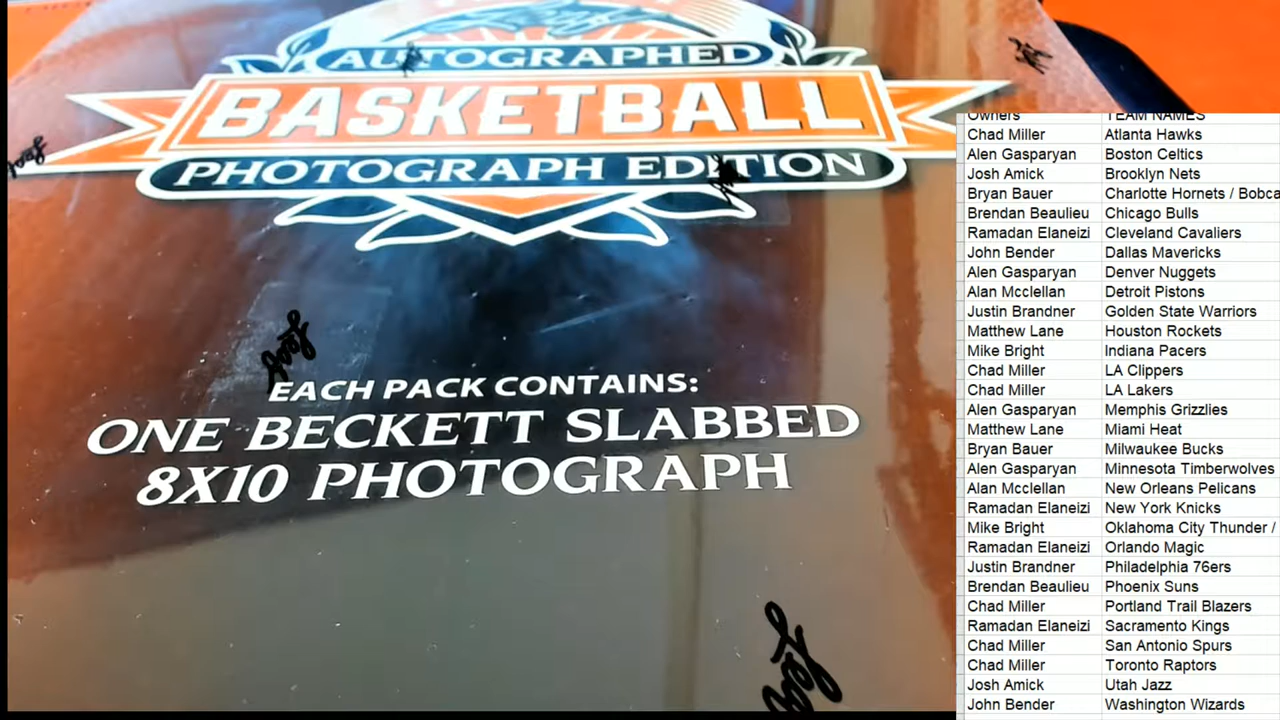 AUTOGRAPHED
BASKETBALL
PHOTOGRAPH EDITION
EACH PACK CONTAINS:
ONE BECKETT SLABBED
8X10 PHOTOGRAPH
Leaf
Leaf
Leaf
Owners TEAM NAMES
Chad Miller Atlanta Hawks
Alen Gasparyan Boston Celtics
Josh Amick Brooklyn Nets
Bryan Bauer Charlotte Hornets / Bobca
Brendan Beaulieu Chicago Bulls
Ramadan Elaneizi Cleveland Cavaliers
John Bender Dallas Mavericks
Alen Gasparyan Denver Nuggets
Alan Mcclellan Detroit Pistons
Justin Brandner Golden State Warriors
Matthew Lane Houston Rockets
Mike Bright Indiana Pacers
Chad Miller LA Clippers
Chad Miller LA Lakers
Alen Gasparyan Memphis Grizzlies
Matthew Lane Miami Heat
Bryan Bauer Milwaukee Bucks
Alen Gasparyan Minnesota Timberwolves
Alan Mcclellan New Orleans Pelicans
Ramadan Elaneizi New York Knicks
Mike Bright Oklahoma City Thunder /
Ramadan Elaneizi Orlando Magic
Justin Brandner Philadelphia 76ers
Brendan Beaulieu Phoenix Suns
Chad Miller Portland Trail Blazers
Ramadan Elaneizi Sacramento Kings
Chad Miller San Antonio Spurs
Chad Miller Toronto Raptors
Josh Amick Utah Jazz
John Bender Washington Wizards